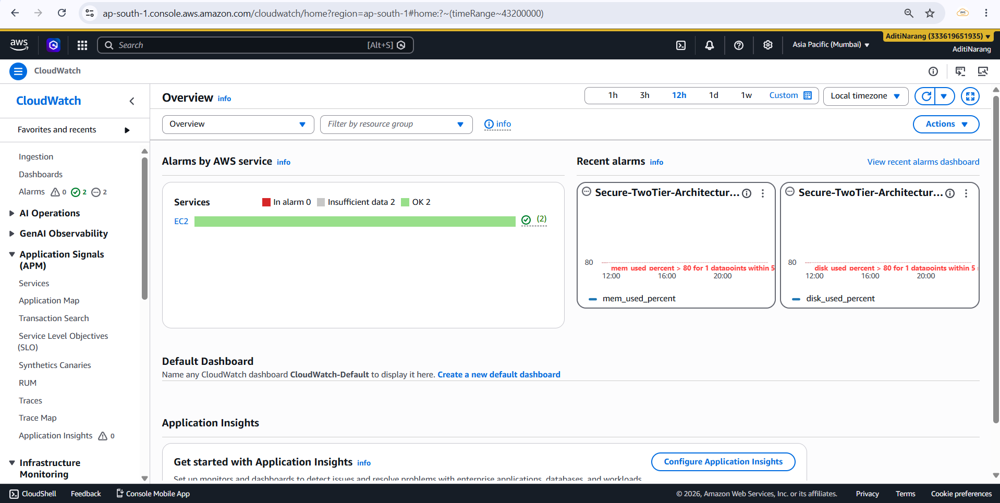 ap-south-1.console.aws.amazon.com/cloudwatch/home?region=ap-south-1#home:?~(timeRange~43200000)
aws
Search
[Alt+S]
Asia Pacific (Mumbai)
AditiNarang (333619651935)
AditiNarang
CloudWatch
CloudWatch
Favorites and recents
Ingestion
Dashboards
Alarms 0 2 2
AI Operations
GenAI Observability
Application Signals
(APM)
Services
Application Map
Transaction Search
Service Level Objectives
(SLO)
Synthetics Canaries
RUM
Traces
Trace Map
Application Insights 0
Infrastructure
Monitoring
Overview info
1h 3h 12h 1d 1w Custom
Local timezone
Overview
Filter by resource group
info
Actions
Alarms by AWS service info
Services
In alarm 0 Insufficient data 2 OK 2
EC2
(2)
Recent alarms info
View recent alarms dashboard
Secure-TwoTier-Architectur...
80
mem_used_percent > 80 for 1 datapoints within 5
12:00 16:00 20:00
mem_used_percent
Secure-TwoTier-Architectur...
80
disk_used_percent > 80 for 1 datapoints within 5
12:00 16:00 20:00
disk_used_percent
Default Dashboard
Name any CloudWatch dashboard CloudWatch-Default to display it here. Create a new default dashboard
Application Insights
Get started with Application Insights info
Configure Application Insights
Set up monitors and dashboards to detect issues and resolve problems with enterprise applications, databases, and workloads.
CloudShell
Feedback
Console Mobile App
© 2026, Amazon Web Services, Inc. or its affiliates.
Privacy
Terms
Cookie preferences